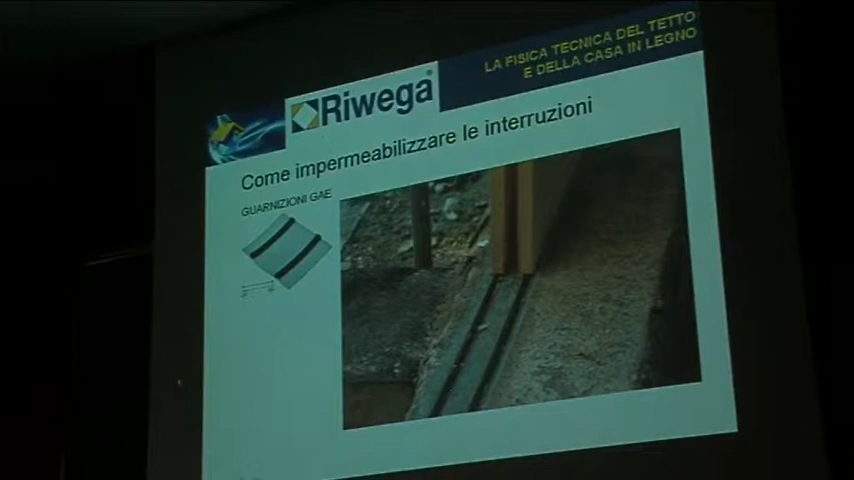 LA FISICA TECNICA DEL TETTO
E DELLA CASA IN LEGNO
Riwega
Come impermeabilizzare le interruzioni
GUARNIZIONI GAE